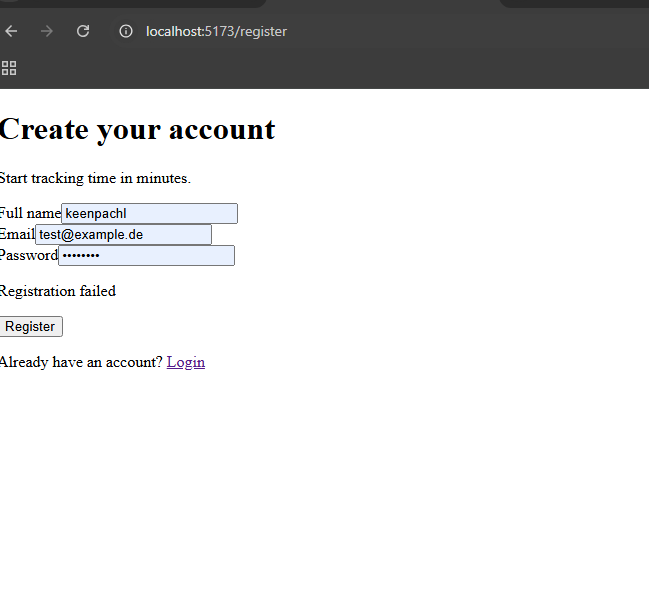 localhost:5173/register
Create your account
Start tracking time in minutes.
Full name keenpachl
Email test@example.de
Password ••••••••
Registration failed
Register
Already have an account? Login